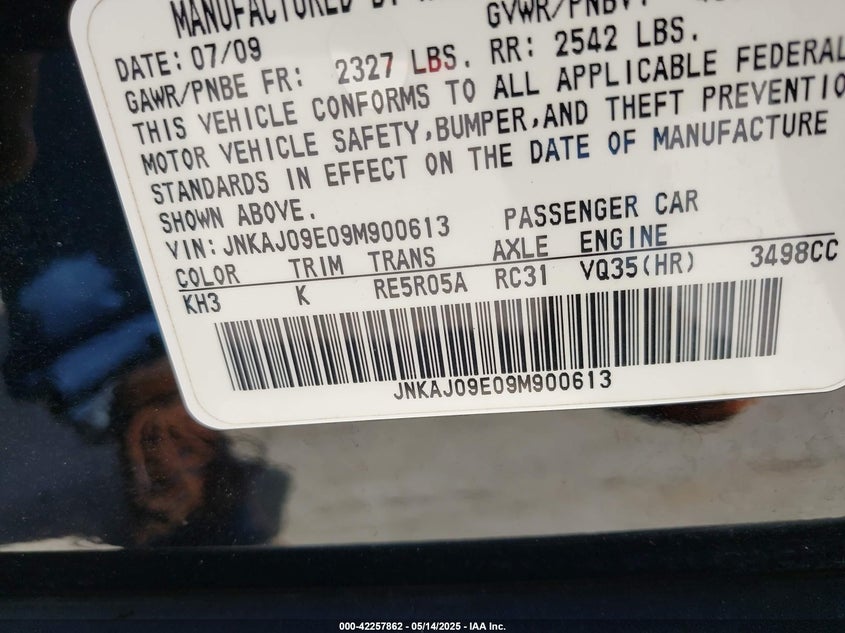 MANUFACTURED BY
GVWR/PNBV:
DATE: 07/09
GAWR/PNBE FR: 2327 LBS. RR: 2542 LBS.
THIS VEHICLE CONFORMS TO ALL APPLICABLE FEDERAL
MOTOR VEHICLE SAFETY,BUMPER,AND THEFT PREVENTIO
STANDARDS IN EFFECT ON THE DATE OF MANUFACTURE
SHOWN ABOVE.
VIN:JNKAJ09E09M900613 PASSENGER CAR
COLOR TRIM TRANS AXLE ENGINE
KH3 K RE5R05A RC31 VQ35(HR) 3498CC
JNKAJ09E09M900613
000-42257862 - 05/14/2025 - IAA Inc.